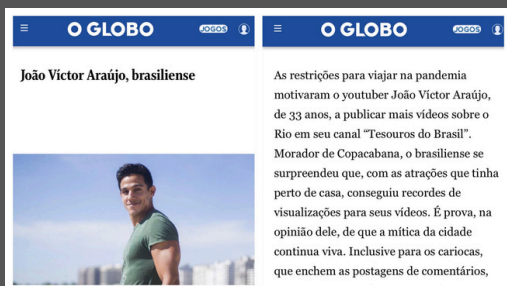 O GLOBO
JOGOS
João Víctor Araújo, brasiliense
O GLOBO
JOGOS
As restrições para viajar na pandemia
motivaram o youtuber João Víctor Araújo,
de 33 anos, a publicar mais vídeos sobre o
Rio em seu canal “Tesouros do Brasil”.
Morador de Copacabana, o brasiliense se
surpreendeu que, com as atrações que tinha
perto de casa, conseguiu recordes de
visualizações para seus vídeos. É prova, na
opinião dele, de que a mítica da cidade
continua viva. Inclusive para os cariocas,
que enchem as postagens de comentários,